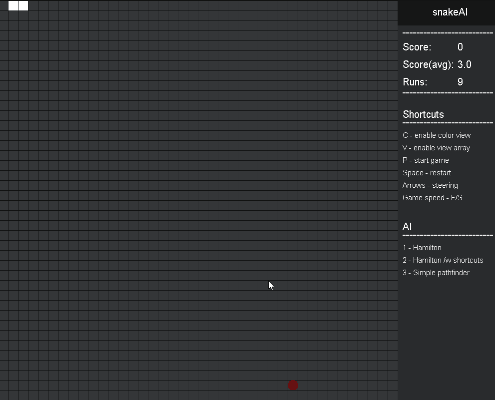 snakeAI
Score: 0
Score(avg): 3.0
Runs: 9
Shortcuts
C - enable color view
V - enable view array
P - start game
Space - restart
Arrows - steering
Game speed - F/S
AI
1 - Hamilton
2 - Hamilton /w shortcuts
3 - Simple pathfinder